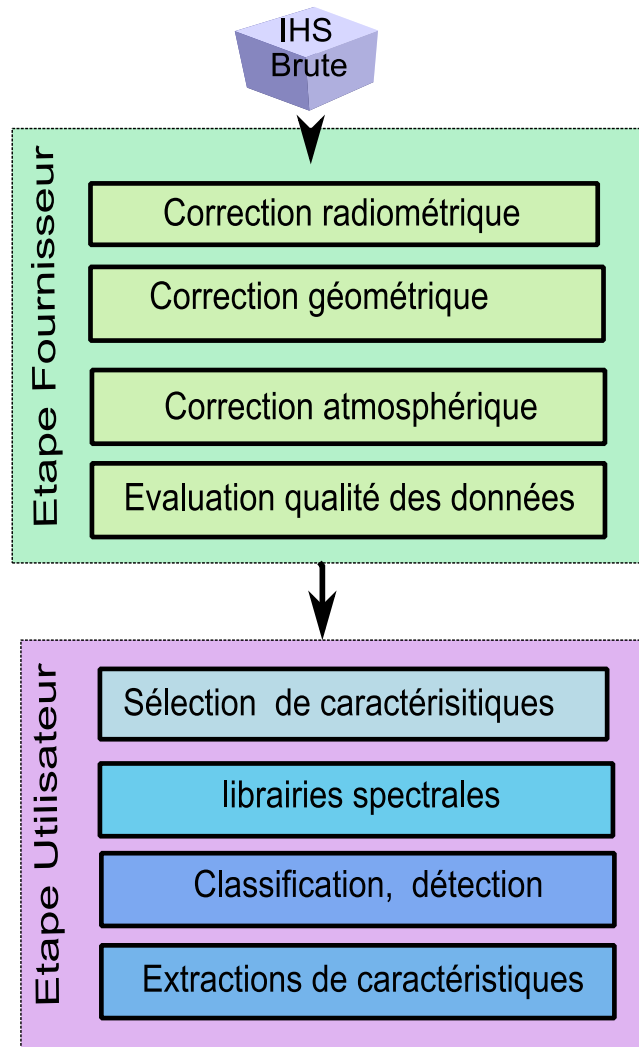 IHS
Brute
Etape Fournisseur
Correction radiométrique
Correction géométrique
Correction atmosphérique
Evaluation qualité des données
Etape Utilisateur
Sélection de caractérisitiques
librairies spectrales
Classification, détection
Extractions de caractéristiques